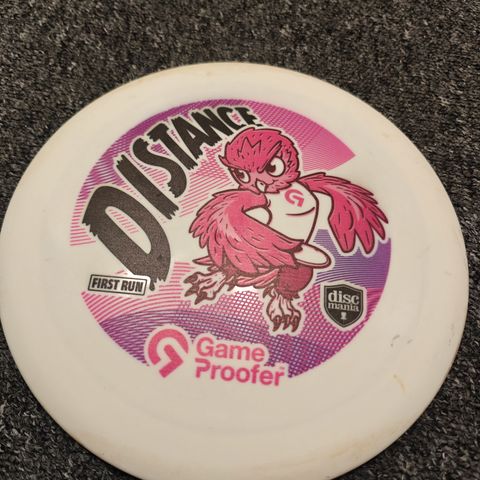 DISTANCE
FIRST RUN
disc
mania
Game
Proofer